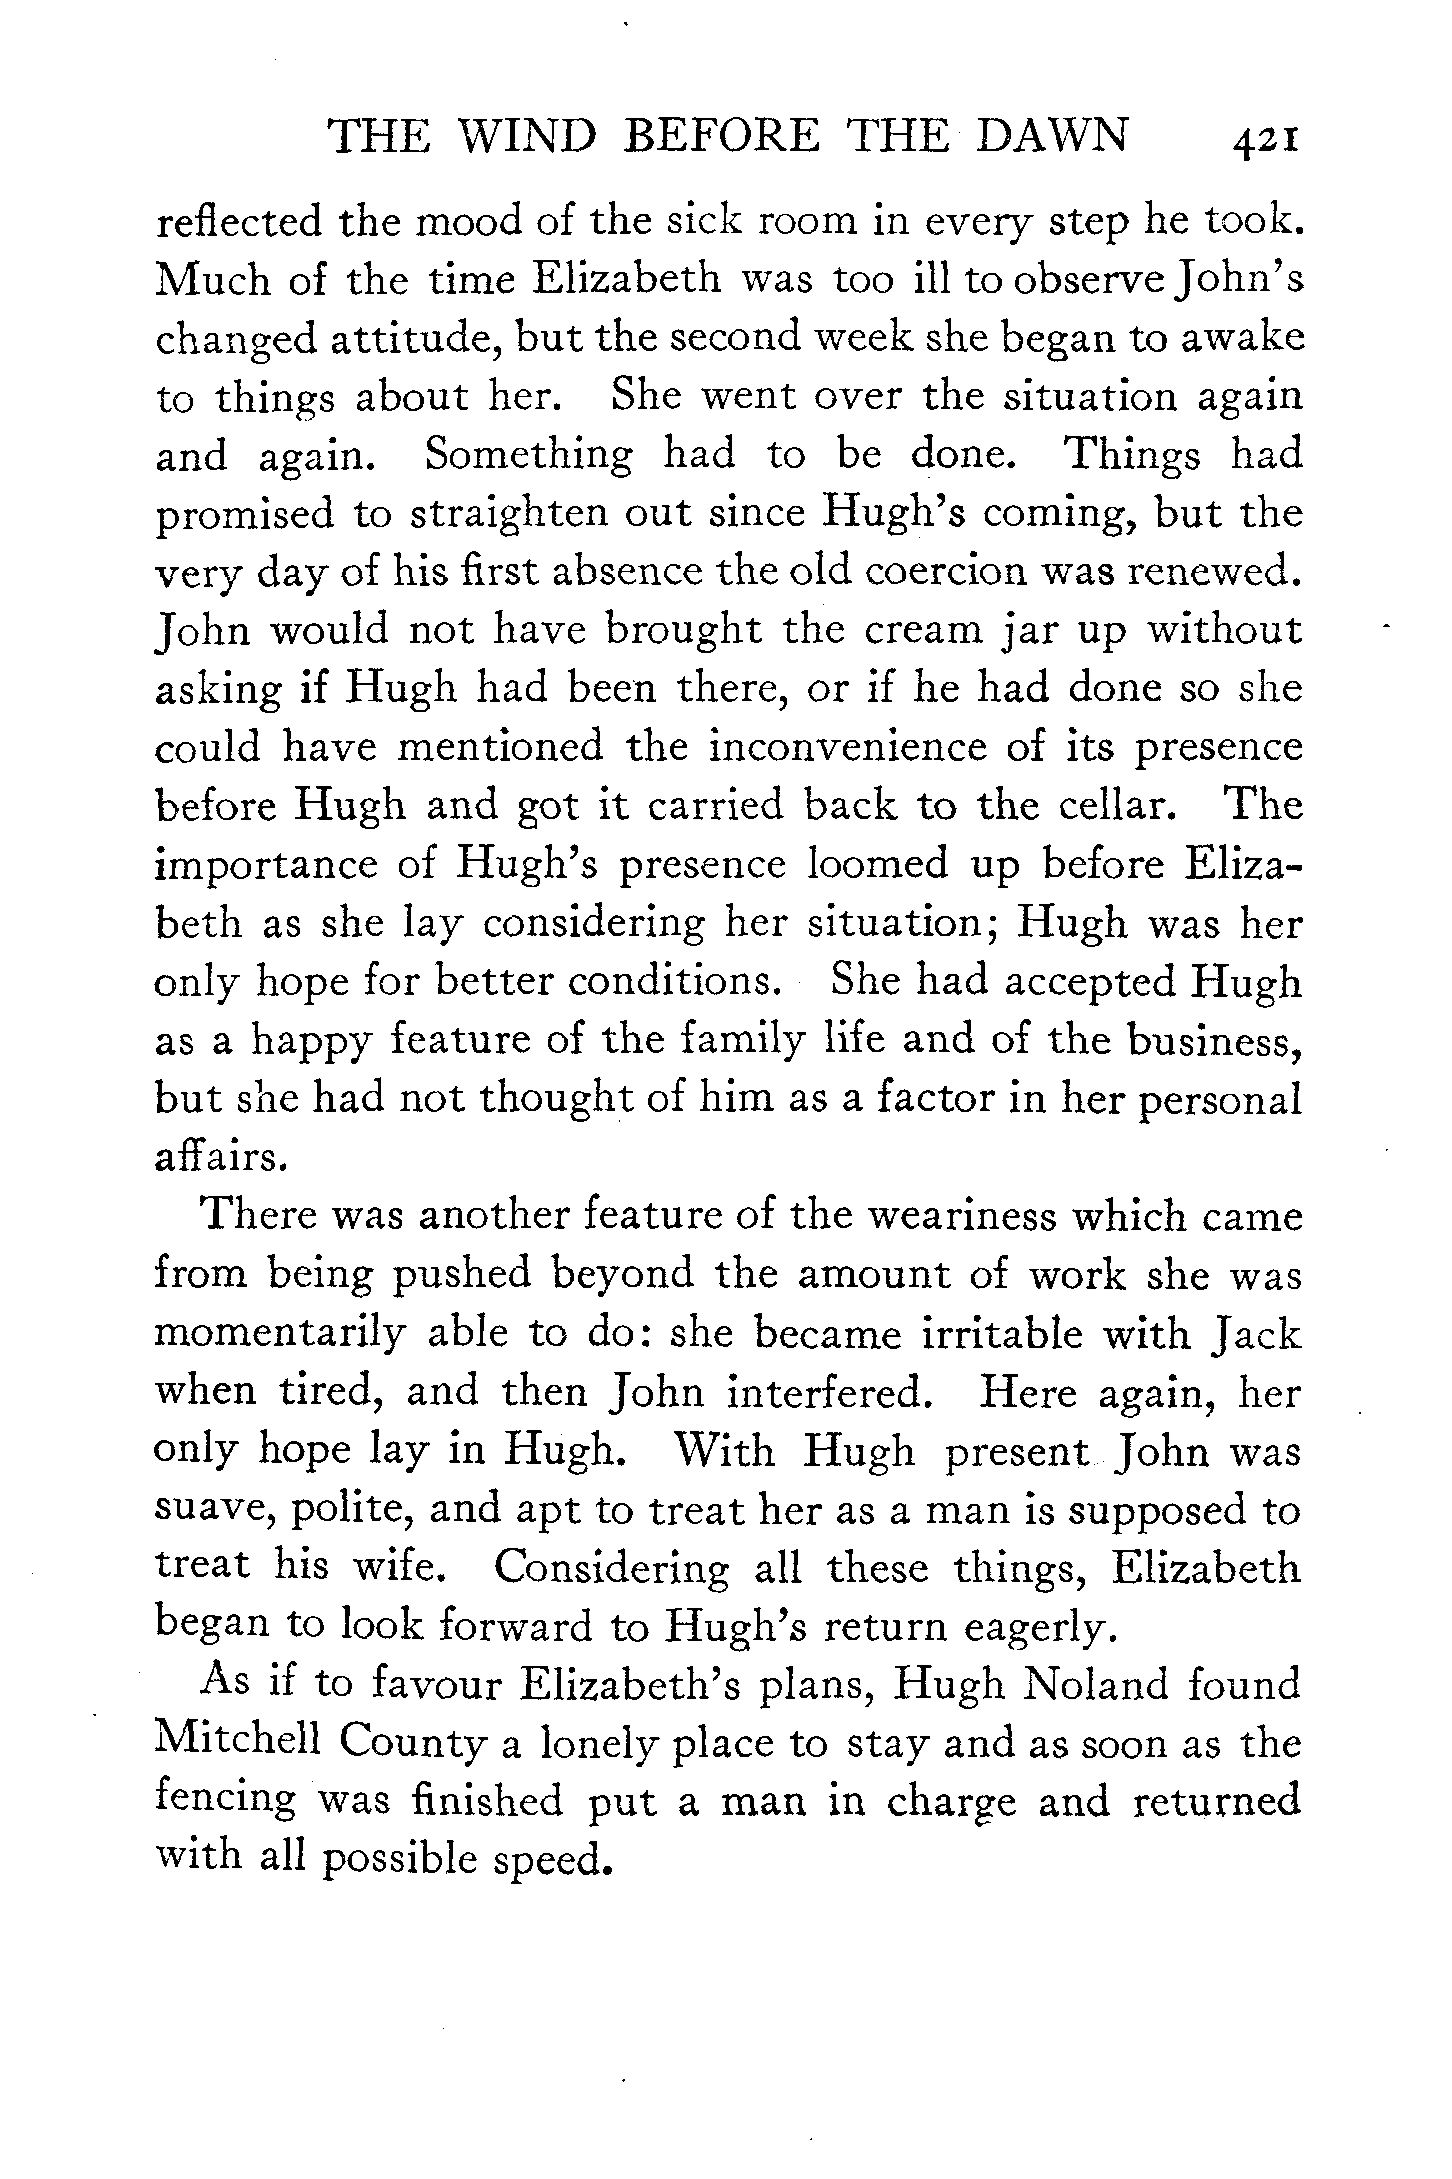 THE WIND BEFORE THE DAWN 421
reflected the mood of the sick room in every step he took.
Much of the time Elizabeth was too ill to observe John's
changed attitude, but the second week she began to awake
to things about her. She went over the situation again
and again. Something had to be done. Things had
promised to straighten out since Hugh's coming, but the
very day of his first absence the old coercion was renewed.
John would not have brought the cream jar up without
asking if Hugh had been there, or if he had done so she
could have mentioned the inconvenience of its presence
before Hugh and got it carried back to the cellar. The
importance of Hugh's presence loomed up before Eliza-
beth as she lay considering her situation; Hugh was her
only hope for better conditions. She had accepted Hugh
as a happy feature of the family life and of the business,
but she had not thought of him as a factor in her personal
affairs.
There was another feature of the weariness which came
from being pushed beyond the amount of work she was
momentarily able to do: she became irritable with Jack
when tired, and then John interfered. Here again, her
only hope lay in Hugh. With Hugh present John was
suave, polite, and apt to treat her as a man is supposed to
treat his wife. Considering all these things, Elizabeth
began to look forward to Hugh's return eagerly.
As if to favour Elizabeth's plans, Hugh Noland found
Mitchell County a lonely place to stay and as soon as the
fencing was finished put a man in charge and returned
with all possible speed.